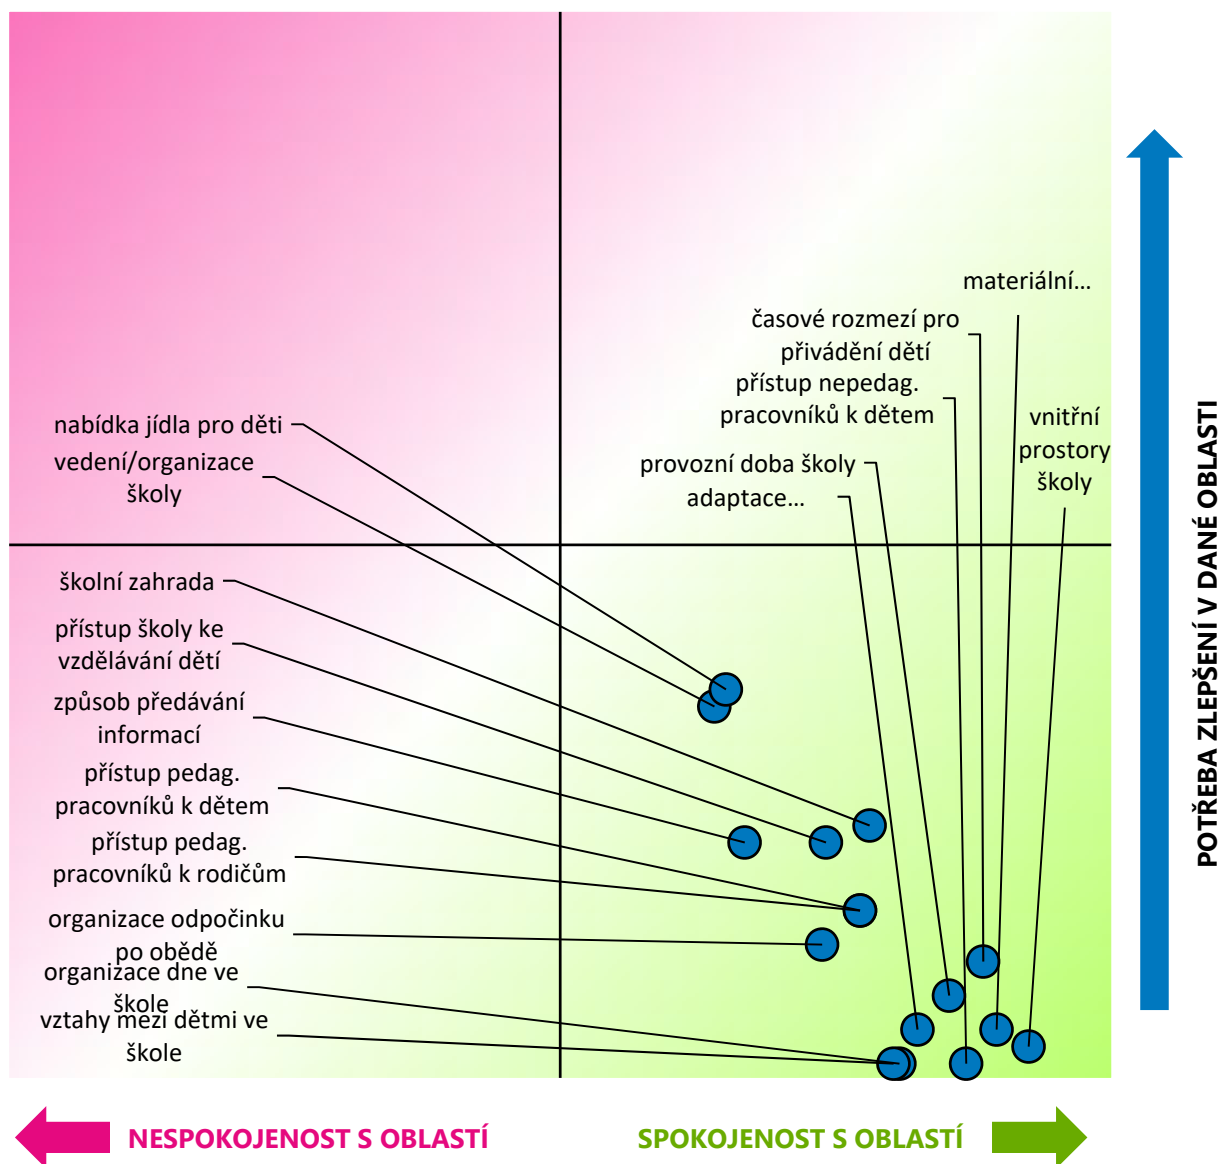 materiální...
časové rozmezí pro
přivádění dětí
přístup nepedag.
pracovníků k dětem
vnitřní
prostory
školy
nabídka jídla pro děti
vedení/organizace
školy
provozní doba školy
adaptace...
školní zahrada
přístup školy ke
vzdělávání dětí
způsob předávání
informací
přístup pedag.
pracovníků k dětem
přístup pedag.
pracovníků k rodičům
organizace odpočinku
po obědě
organizace dne ve
škole
vztahy mezi dětmi ve
škole
POTŘEBA ZLEPŠENÍ V DANÉ OBLASTI
NESPOKOJENOST S OBLASTÍ
SPOKOJENOST S OBLASTÍ